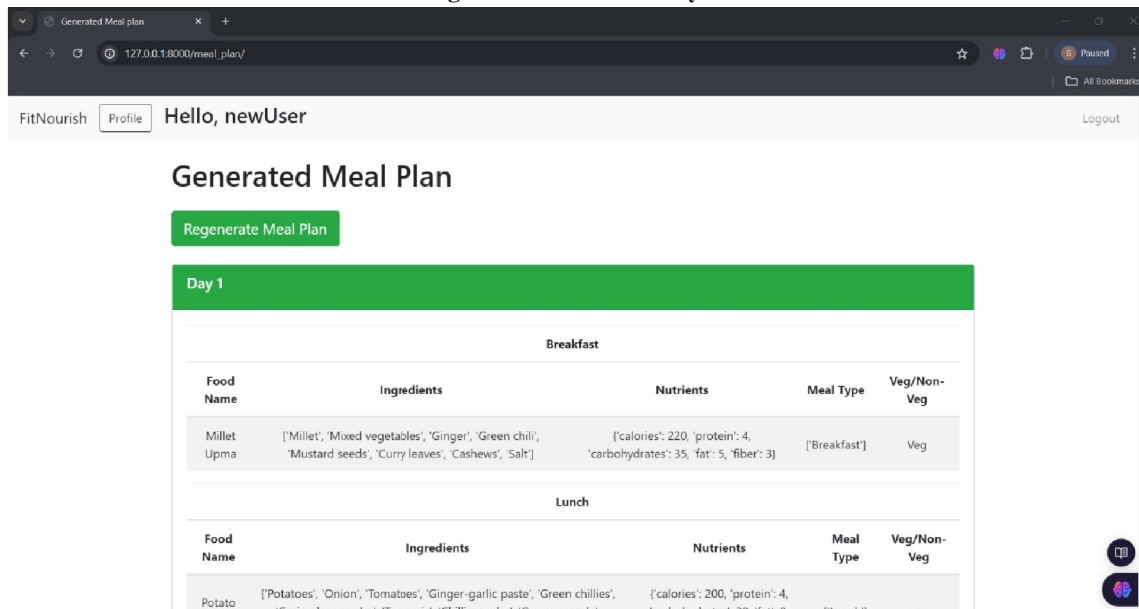 Generated Meal plan
127.0.0.1:8000/meal_plan/
S Paused
All Bookmarks
FitNourish Profile Hello, newUser Logout
Generated Meal Plan
Regenerate Meal Plan
Day 1
Breakfast
Food Name Ingredients Nutrients Meal Type Veg/Non-Veg
Millet Upma ['Millet', 'Mixed vegetables', 'Ginger', 'Green chili',
'Mustard seeds', 'Curry leaves', 'Cashews', 'Salt']
{'calories': 220, 'protein': 4,
'carbohydrates': 35, 'fat': 5, 'fiber': 3}
['Breakfast'] Veg
Lunch
Food Name Ingredients Nutrients Meal Type Veg/Non-Veg
Potato ['Potatoes', 'Onion', 'Tomatoes', 'Ginger-garlic paste', 'Green chillies',
{'calories': 200, 'protein': 4,